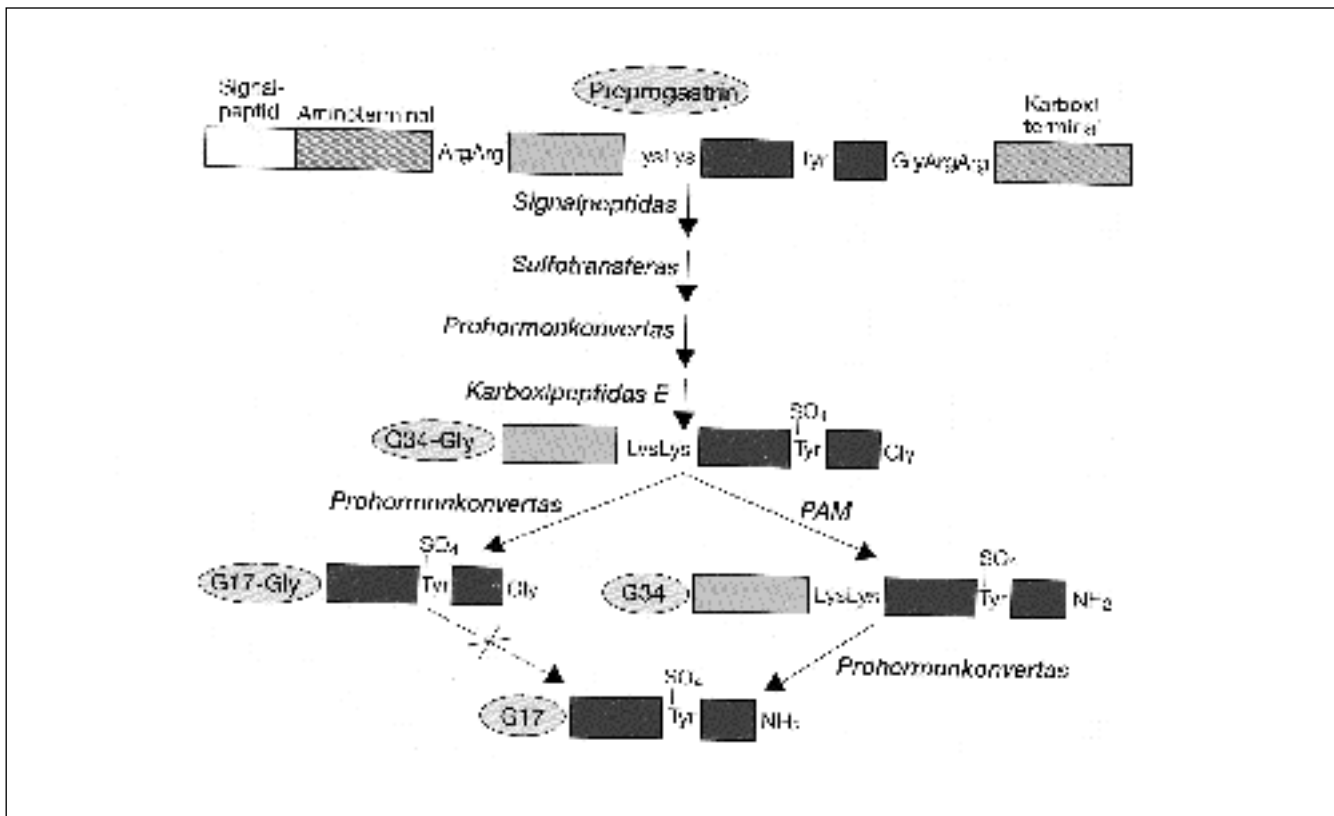 Signal-
peptid
Aminoterminal
Preprogastrin
Karboxi
terminal
ArgArg
LysLys
Tyr
GlyArgArg
Signalpeptidas
Sulfotransferas
Prohormonkonvertas
Karboxipeptidas E
G34-Gly
LysLys
SO4
Tyr
Gly
Prohormonkonvertas
PAM
G17-Gly
SO4
Tyr
Gly
G34
LysLys
SO4
Tyr
NH2
Prohormonkonvertas
G17
SO4
Tyr
NH2